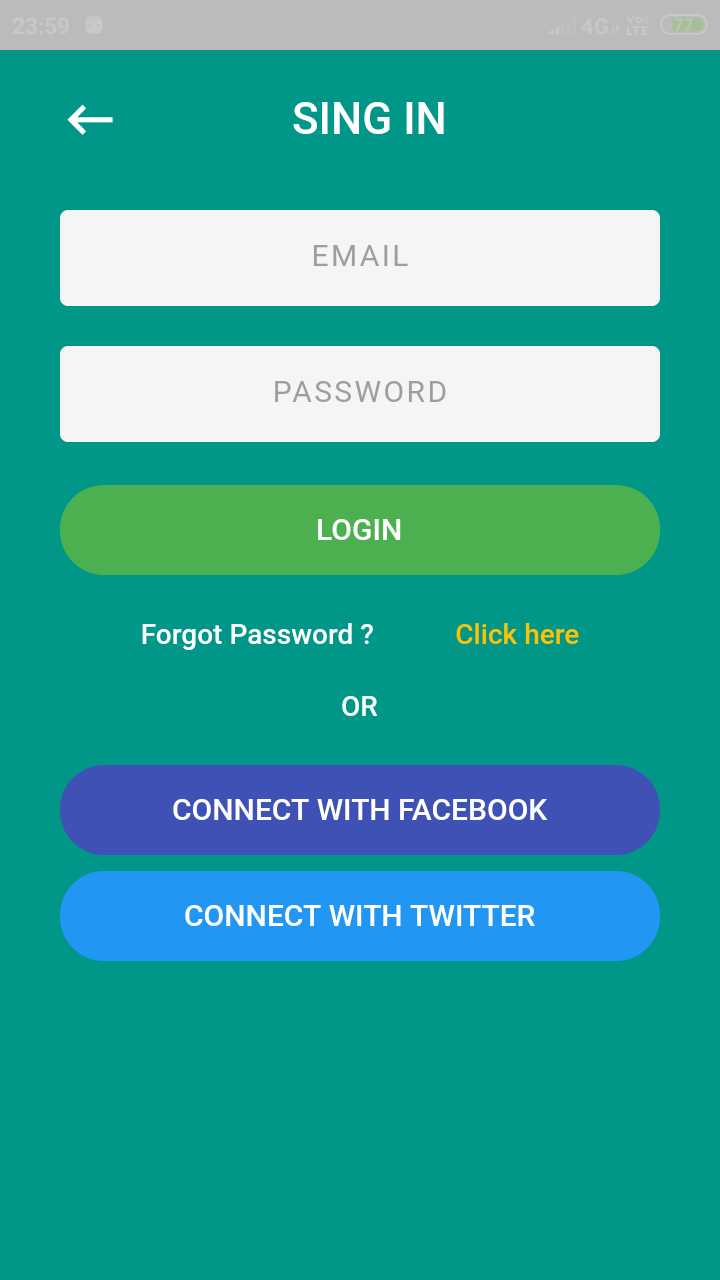 23:59 4G Vo LTE 77
SING IN
EMAIL
PASSWORD
LOGIN
Forgot Password ? Click here
OR
CONNECT WITH FACEBOOK
CONNECT WITH TWITTER